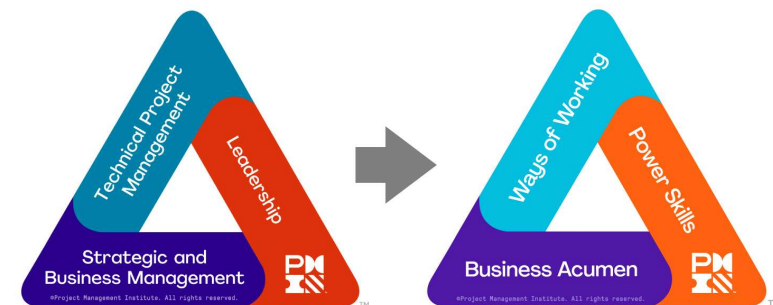 Technical Project
Management
Leadership
Strategic and
Business Management
©Project Management Institute. All rights reserved.
TM
Ways of Working
Power Skills
Business Acumen
©Project Management Institute. All rights reserved.